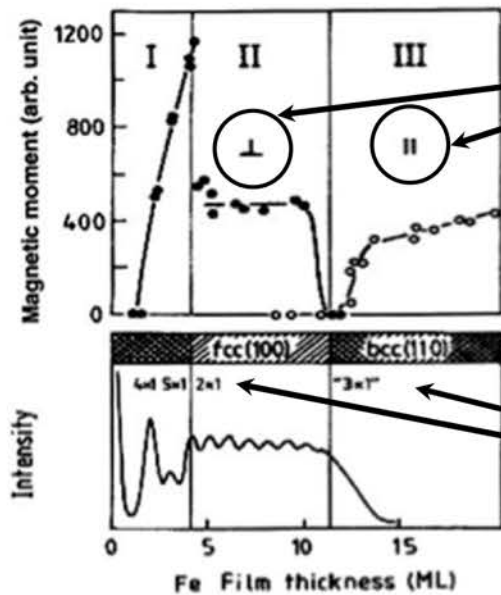 Magnetic moment (arb. unit)
1200
800
400
0
I II III
⊥ ||
fcc(100) bcc(110)
4×1 5×1 2×1 "3×1"
Intensity
0 5 10 15
Fe Film thickness (ML)